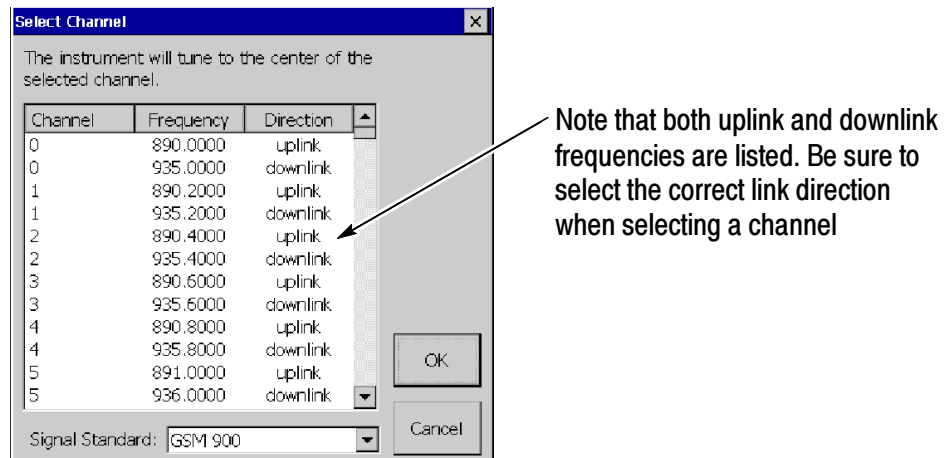 Select Channel
The instrument will tune to the center of the
selected channel.
Channel Frequency Direction
0 890.0000 uplink
0 935.0000 downlink
1 890.2000 uplink
1 935.2000 downlink
2 890.4000 uplink
2 935.4000 downlink
3 890.6000 uplink
3 935.6000 downlink
4 890.8000 uplink
4 935.8000 downlink
5 891.0000 uplink
5 936.0000 downlink
OK
Cancel
Signal Standard: GSM 900
Note that both uplink and downlink
frequencies are listed. Be sure to
select the correct link direction
when selecting a channel